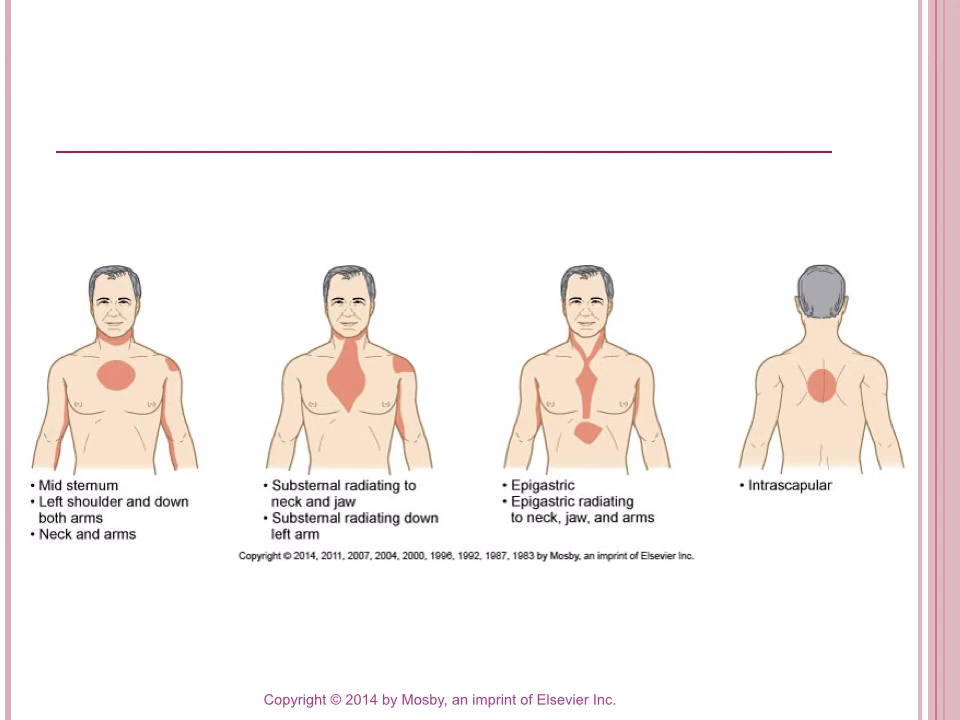 • Mid sternum
• Left shoulder and down
both arms
• Neck and arms
• Substernal radiating to
neck and jaw
• Substernal radiating down
left arm
• Epigastric
• Epigastric radiating
to neck, jaw, and arms
• Intrascapular
Copyright © 2014, 2011, 2007, 2004, 2000, 1996, 1992, 1987, 1983 by Mosby, an imprint of Elsevier Inc.
Copyright © 2014 by Mosby, an imprint of Elsevier Inc.